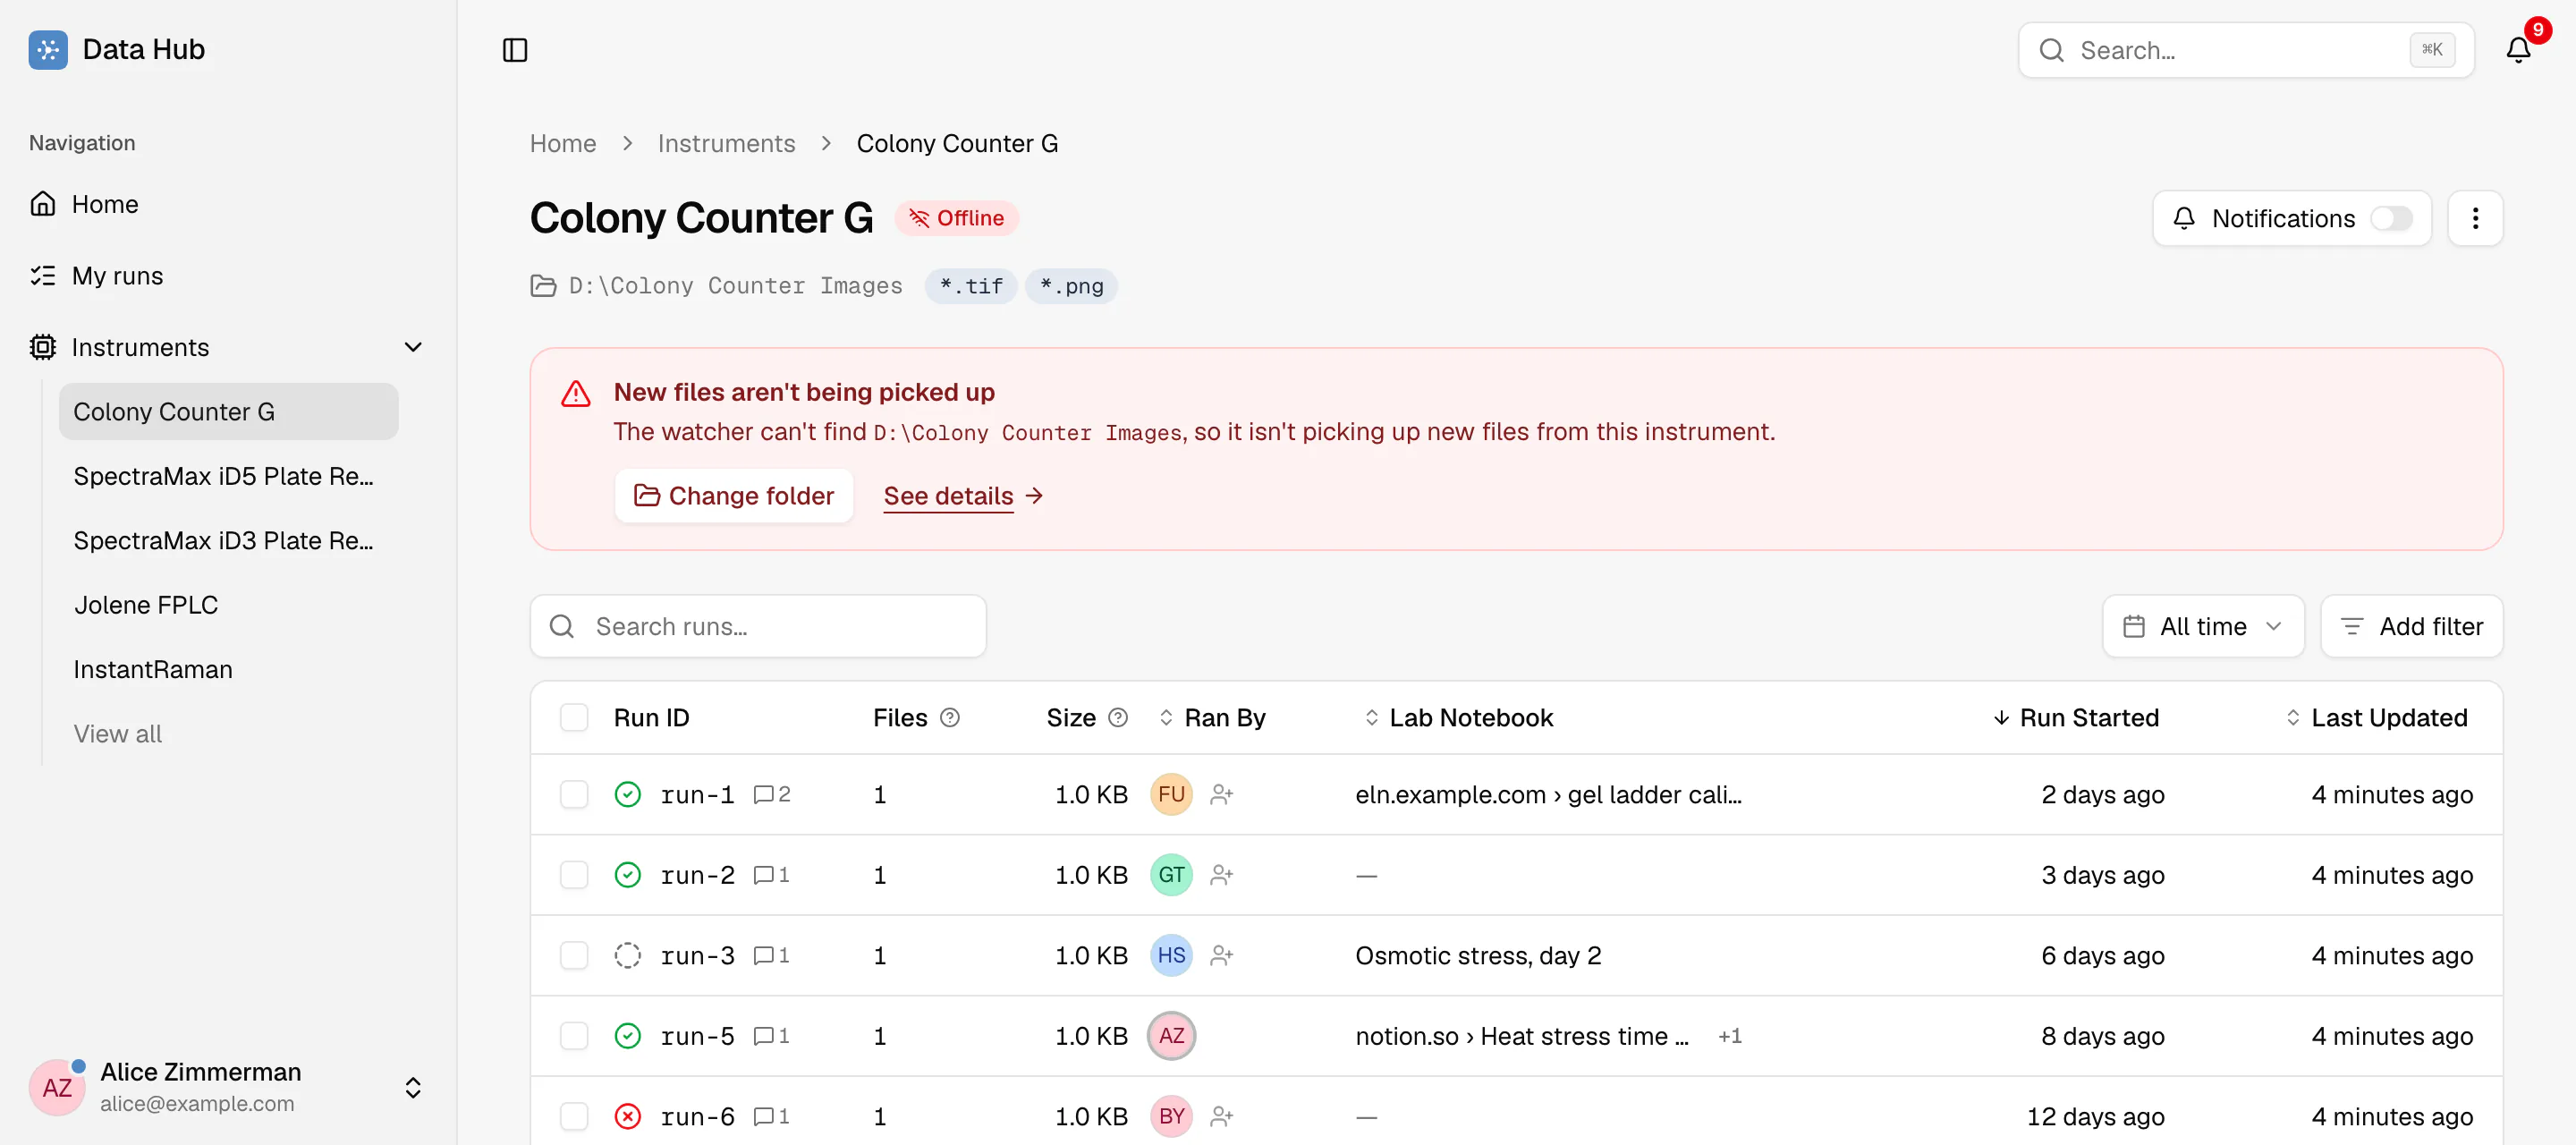 Data Hub
Search...
⌘K
9
Navigation
Home
My runs
Instruments
Colony Counter G
SpectraMax iD5 Plate Re...
SpectraMax iD3 Plate Re...
Jolene FPLC
InstantRaman
View all
AZ
Alice Zimmerman
alice@example.com
Home > Instruments > Colony Counter G
Colony Counter G
Offline
Notifications
D:\Colony Counter Images
*.tif
*.png
New files aren't being picked up
The watcher can't find D:\Colony Counter Images, so it isn't picking up new files from this instrument.
Change folder
See details →
Search runs...
All time
Add filter
Run ID Files Size Ran By Lab Notebook Run Started Last Updated
run-1 2 1 1.0 KB FU eln.example.com › gel ladder cali... 2 days ago 4 minutes ago
run-2 1 1 1.0 KB GT — 3 days ago 4 minutes ago
run-3 1 1 1.0 KB HS Osmotic stress, day 2 6 days ago 4 minutes ago
run-5 1 1 1.0 KB AZ notion.so › Heat stress time ... +1 8 days ago 4 minutes ago
run-6 1 1 1.0 KB BY — 12 days ago 4 minutes ago